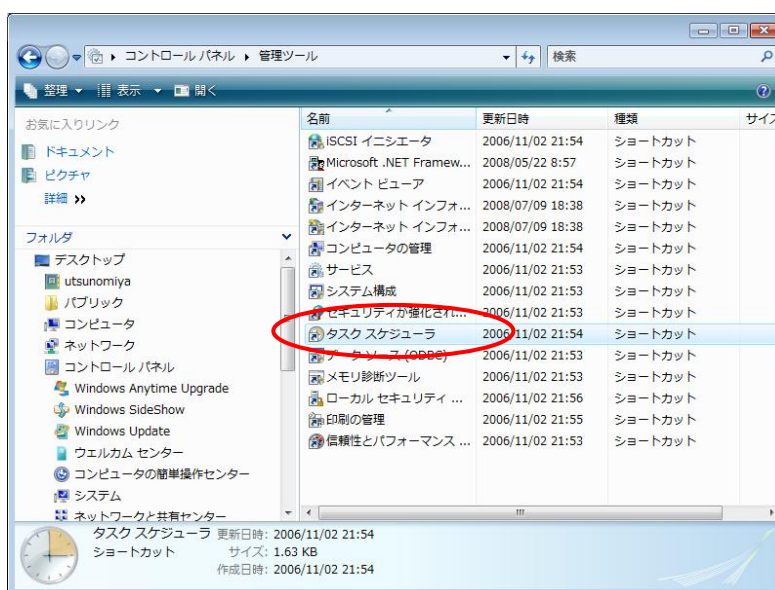 コントロール パネル ▸ 管理ツール 検索
整理 表示 開く
お気に入りリンク
ドキュメント
ピクチャ
詳細 »
フォルダ
デスクトップ
utsunomiya
パブリック
コンピュータ
ネットワーク
コントロール パネル
Windows Anytime Upgrade
Windows SideShow
Windows Update
ウエルカム センター
コンピュータの簡単操作センター
システム
ネットワークと共有センター
名前 更新日時 種類 サイズ
iSCSI イニシエータ 2006/11/02 21:54 ショートカット
Microsoft .NET Framew... 2008/05/22 8:57 ショートカット
イベント ビューア 2006/11/02 21:54 ショートカット
インターネット インフォ... 2008/07/09 18:38 ショートカット
インターネット インフォ... 2008/07/09 18:38 ショートカット
コンピュータの管理 2006/11/02 21:54 ショートカット
サービス 2006/11/02 21:53 ショートカット
システム構成 2006/11/02 21:53 ショートカット
セキュリティが強化され... 2006/11/02 21:53 ショートカット
タスク スケジューラ 2006/11/02 21:54 ショートカット
データ ソース (ODBC) 2006/11/02 21:53 ショートカット
メモリ診断ツール 2006/11/02 21:53 ショートカット
ローカル セキュリティ ... 2006/11/02 21:56 ショートカット
印刷の管理 2006/11/02 21:55 ショートカット
信頼性とパフォーマンス ... 2006/11/02 21:53 ショートカット
タスク スケジューラ 更新日時: 2006/11/02 21:54
ショートカット サイズ: 1.63 KB
作成日時: 2006/11/02 21:54